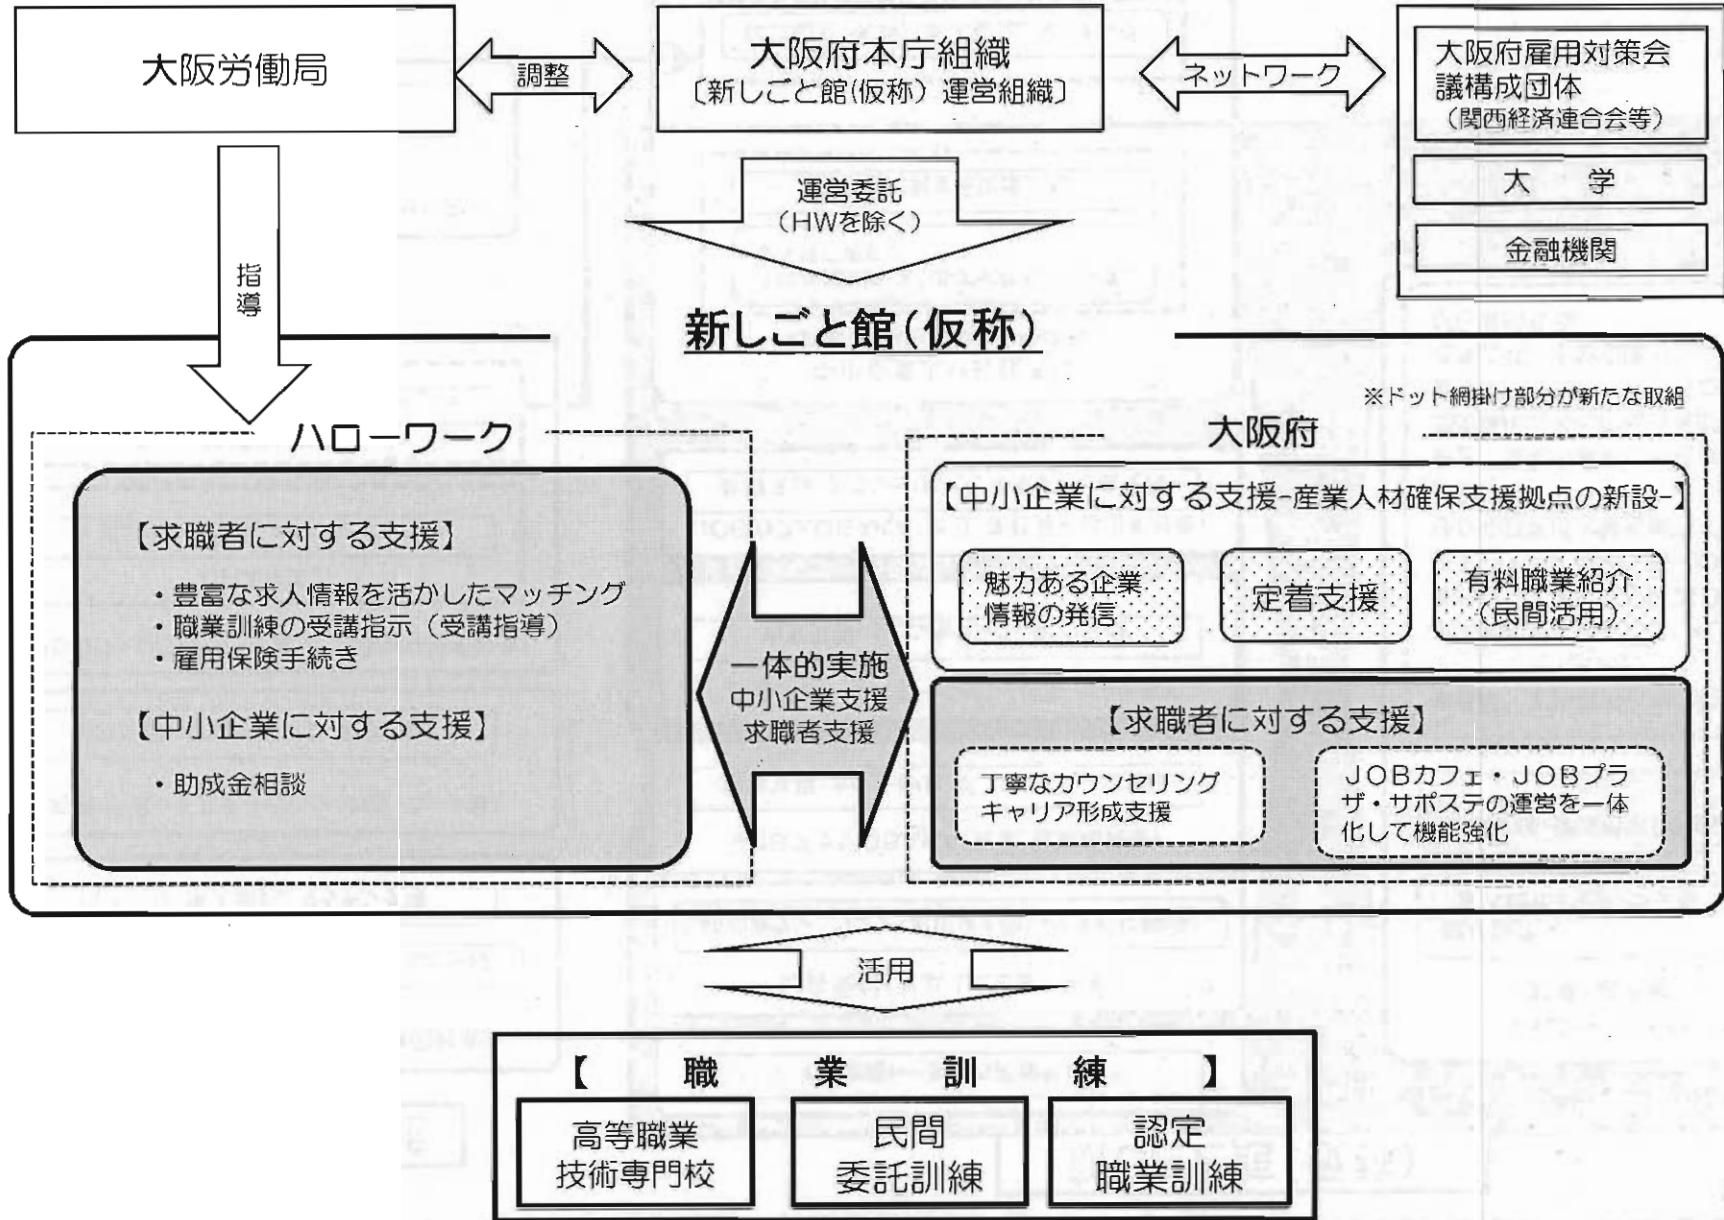 大阪労働局
調整
大阪府本庁組織
〔新しごと館(仮称) 運営組織〕
ネットワーク
大阪府雇用対策会
議構成団体
(関西経済連合会等)
大 学
金融機関
指導
運営委託
(HWを除く)
新しごと館(仮称)
※ドット網掛け部分が新たな取組
ハローワーク
【求職者に対する支援】
・豊富な求人情報を活かしたマッチング
・職業訓練の受講指示(受講指導)
・雇用保険手続き
【中小企業に対する支援】
・助成金相談
一体的実施
中小企業支援
求職者支援
大阪府
【中小企業に対する支援-産業人材確保支援拠点の新設-】
魅力ある企業
情報の発信
定着支援
有料職業紹介
(民間活用)
【求職者に対する支援】
丁寧なカウンセリング
キャリア形成支援
JOBカフェ・JOBプラ
ザ・サポステの運営を一体
化して機能強化
活用
【 職 業 訓 練 】
高等職業
技術専門校
民間
委託訓練
認定
職業訓練